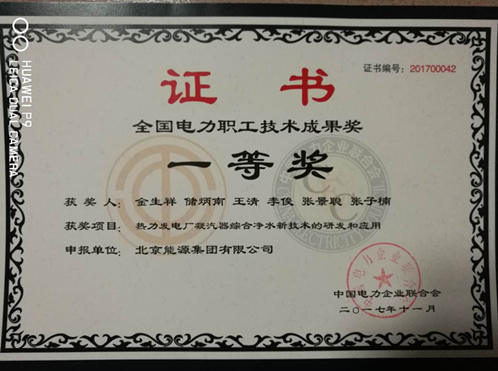 证书编号：201700042
证 书
全国电力职工技术成果奖
一等奖
获 奖 人： 金生祥 储炳南 王清 李俊 张景聪 张子楠
获奖项目： 热力发电厂凝汽器综合净水新技术的研发和应用
申报单位： 北京能源集团有限公司
中国电力企业联合会
二〇一七年十一月
HUAWEI P9
LEICA DUAL CAMERA